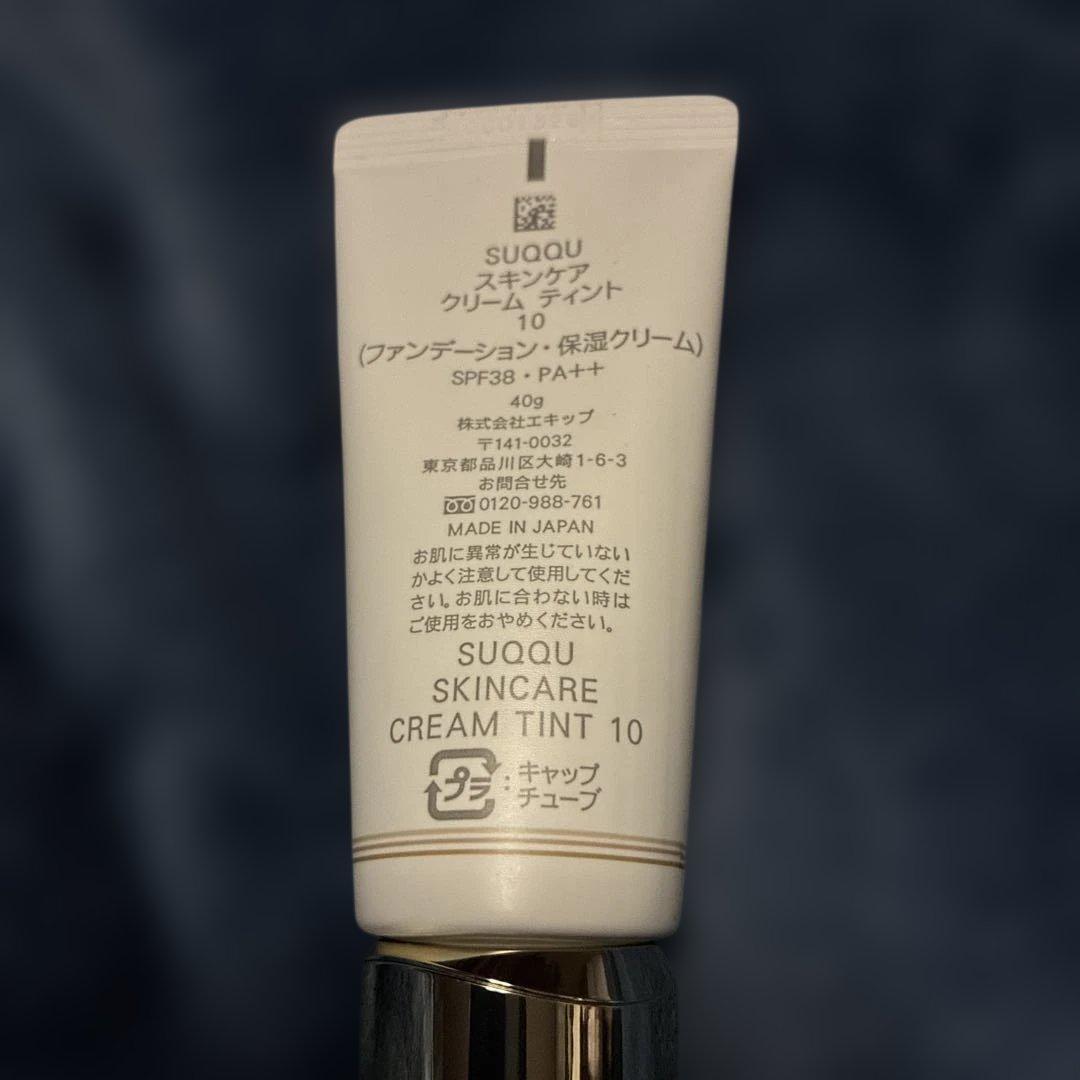 SUQQU
スキンケア
クリーム ティント
10
(ファンデーション・保湿クリーム)
SPF38・PA++
40g
株式会社エキップ
〒141-0032
東京都品川区大崎1-6-3
お問合せ先
0120-988-761
MADE IN JAPAN
お肌に異常が生じていない
かよく注意して使用してくだ
さい。お肌に合わない時は
ご使用をおやめください。
SUQQU
SKINCARE
CREAM TINT 10
プラ : キャップ
チューブ